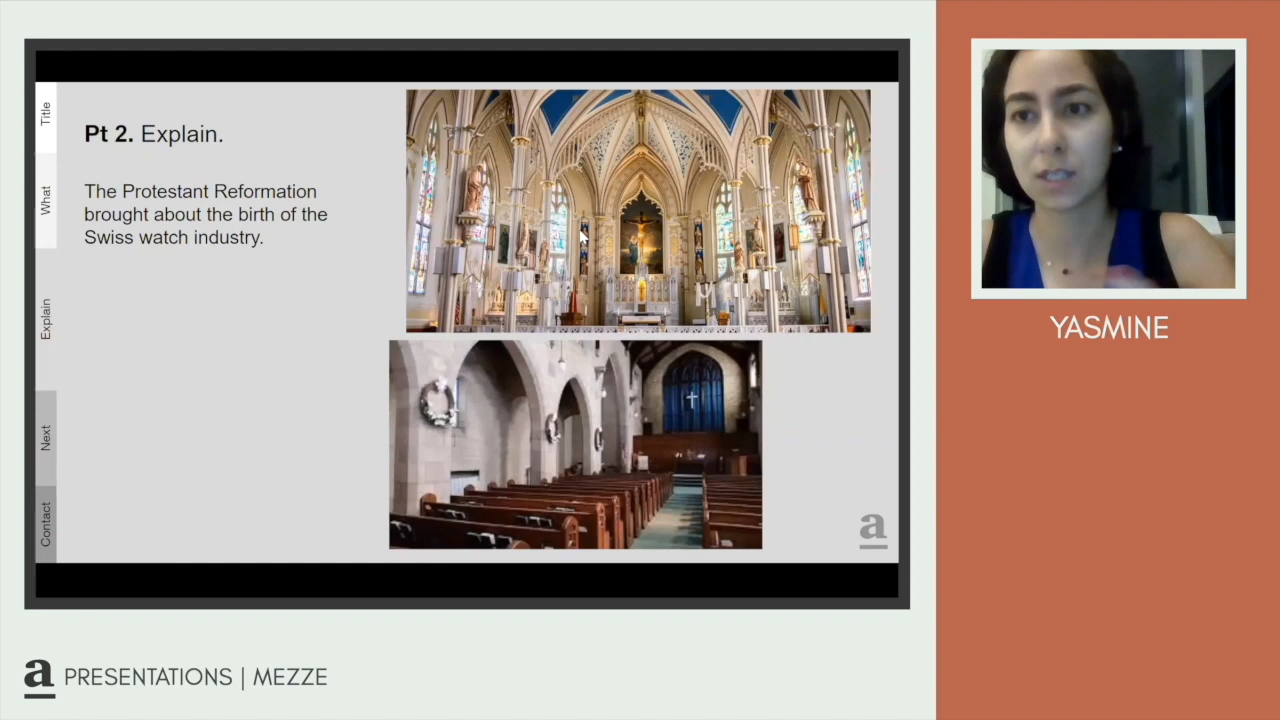 Title
What
Explain
Next
Contact
Pt 2. Explain.
The Protestant Reformation
brought about the birth of the
Swiss watch industry.
a
YASMINE
a PRESENTATIONS | MEZZE